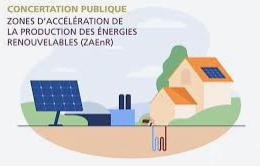 CONCERTATION PUBLIQUE
ZONES D'ACCÉLÉRATION DE
LA PRODUCTION DES ÉNERGIES
RENOUVELABLES (ZAEnR)